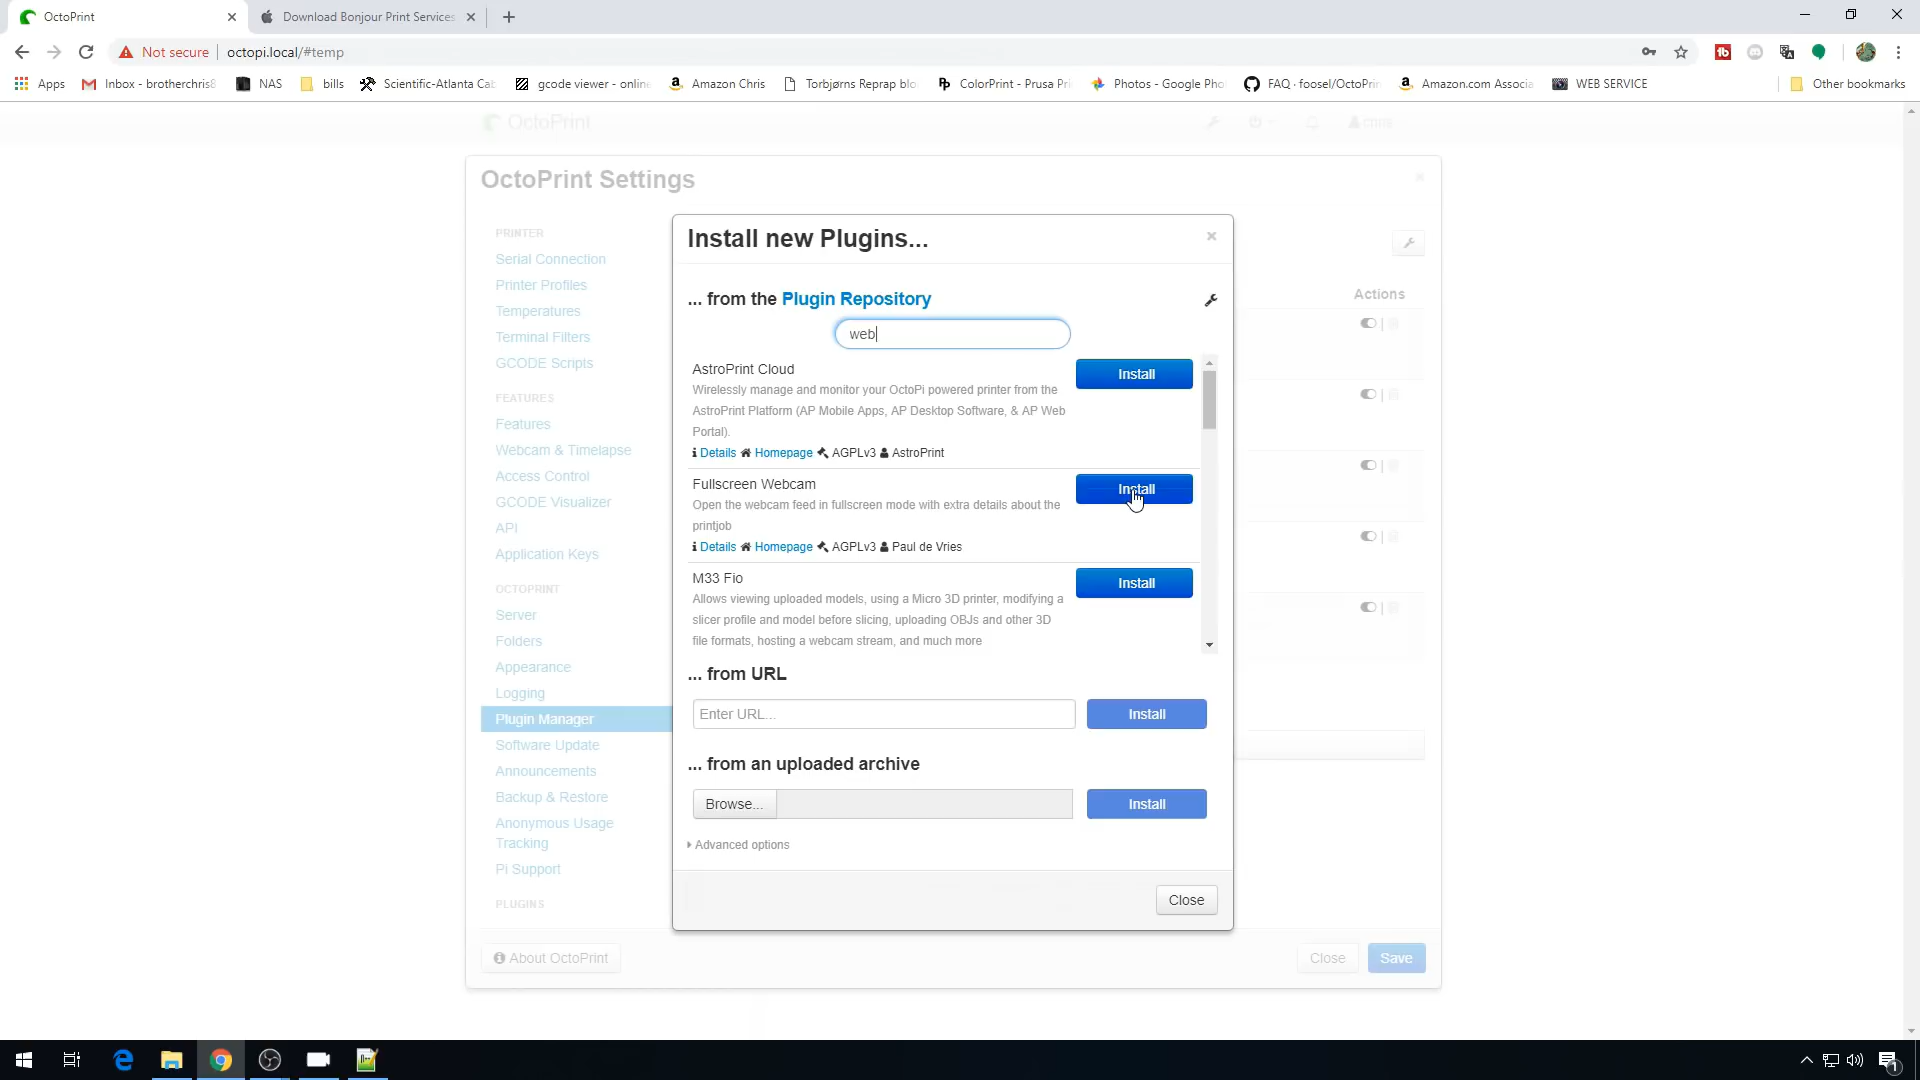 OctoPrint
Download Bonjour Print Services
Not secure
octopi.local/#temp
Apps
Inbox - brotherchris8
NAS
bills
Scientific-Atlanta Cab
gcode viewer - online
Amazon Chris
Torbjørns Reprap blo
ColorPrint - Prusa Pri
Photos - Google Pho
FAQ · foosel/OctoPrin
Amazon.com Associa
WEB SERVICE
Other bookmarks
OctoPrint
chris
OctoPrint Settings
PRINTER
Serial Connection
Printer Profiles
Temperatures
Terminal Filters
GCODE Scripts
FEATURES
Features
Webcam & Timelapse
Access Control
GCODE Visualizer
API
Application Keys
OCTOPRINT
Server
Folders
Appearance
Logging
Plugin Manager
Software Update
Announcements
Backup & Restore
Anonymous Usage
Tracking
Pi Support
PLUGINS
About OctoPrint
Actions
Close
Save
Install new Plugins...
... from the Plugin Repository
web
AstroPrint Cloud
Install
Wirelessly manage and monitor your OctoPi powered printer from the
AstroPrint Platform (AP Mobile Apps, AP Desktop Software, & AP Web
Portal).
Details Homepage AGPLv3 AstroPrint
Fullscreen Webcam
Install
Open the webcam feed in fullscreen mode with extra details about the
printjob
Details Homepage AGPLv3 Paul de Vries
M33 Fio
Install
Allows viewing uploaded models, using a Micro 3D printer, modifying a
slicer profile and model before slicing, uploading OBJs and other 3D
file formats, hosting a webcam stream, and much more
... from URL
Enter URL...
Install
... from an uploaded archive
Browse...
Install
Advanced options
Close
1